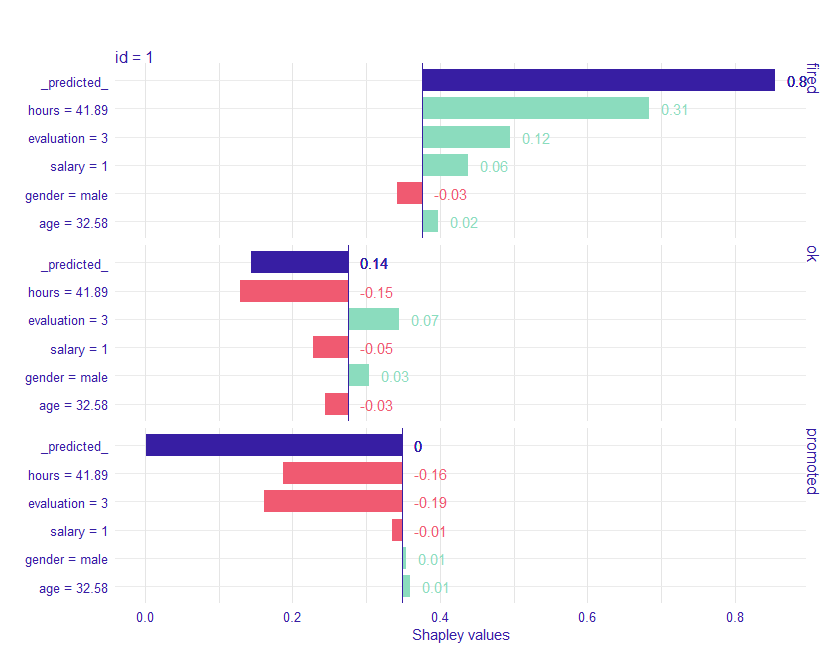 id = 1
fired
_predicted_ 0.8
hours = 41.89 0.31
evaluation = 3 0.12
salary = 1 0.06
gender = male -0.03
age = 32.58 0.02
ok
_predicted_ 0.14
hours = 41.89 -0.15
evaluation = 3 0.07
salary = 1 -0.05
gender = male 0.03
age = 32.58 -0.03
promoted
_predicted_ 0
hours = 41.89 -0.16
evaluation = 3 -0.19
salary = 1 -0.01
gender = male 0.01
age = 32.58 0.01
0.0 0.2 0.4 0.6 0.8
Shapley values